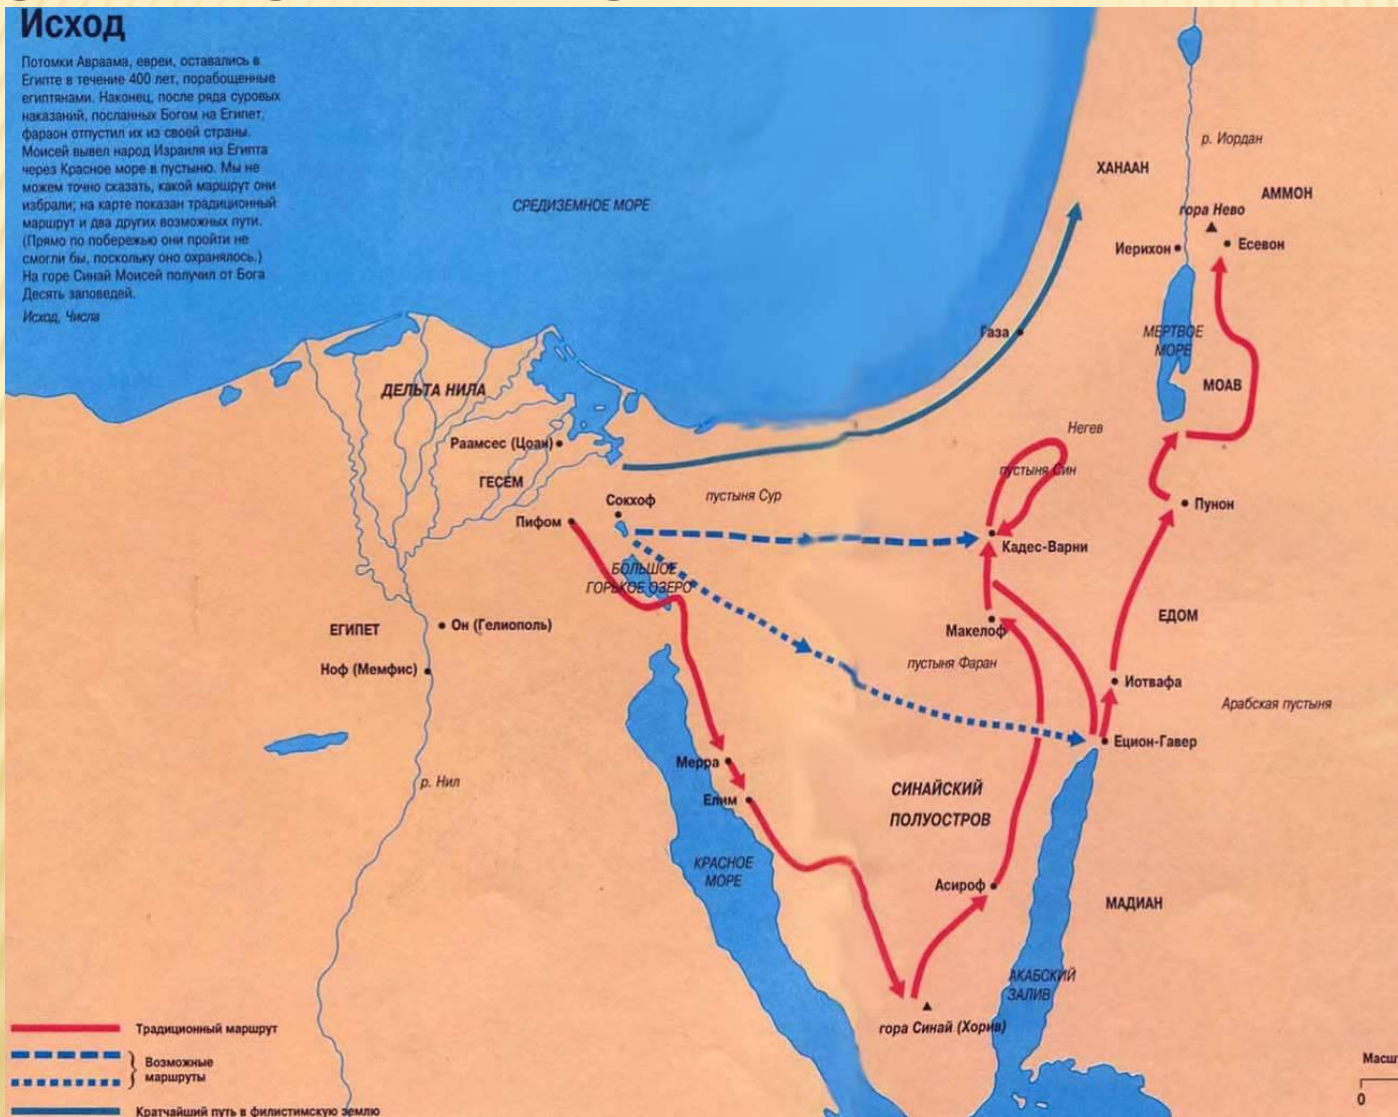 Исход
Потомки Авраама, евреи, оставались в
Египте в течение 400 лет, порабощенные
египтянами. Наконец, после ряда суровых
наказаний, посланных Богом на Египет,
фараон отпустил их из своей страны.
Моисей вывел народ Израиля из Египта
через Красное море в пустыню. Мы не
можем точно сказать, какой маршрут они
избрали; на карте показан традиционный
маршрут и два других возможных пути.
(Прямо по побережью они пройти не
смогли бы, поскольку оно охранялось.)
На горе Синай Моисей получил от Бога
Десять заповедей.
Исход, Числа
СРЕДИЗЕМНОЕ МОРЕ
р. Иордан
ХАНААН
АММОН
гора Нево
Иерихон
Есевон
Газа
МЕРТВОЕ
МОРЕ
МОАВ
ДЕЛЬТА НИЛА
Негев
Раамсес (Цоан)
пустыня Син
ГЕСЕМ
Сокхоф
пустыня Сур
Пунон
Пифом
Кадес-Варни
БОЛЬШОЕ
ГОРЬКОЕ ОЗЕРО
ЕДОМ
ЕГИПЕТ
Он (Гелиополь)
Макелоф
Ноф (Мемфис)
пустыня Фаран
Иотвафа
Арабская пустыня
Ецион-Гавер
Мерра
р. Нил
Елим
СИНАЙСКИЙ
ПОЛУОСТРОВ
КРАСНОЕ
МОРЕ
Асироф
МАДИАН
АКАБСКИЙ
ЗАЛИВ
гора Синай (Хорив)
Традиционный маршрут
Возможные
маршруты
Кратчайший путь в филистимскую землю
Масшт
0